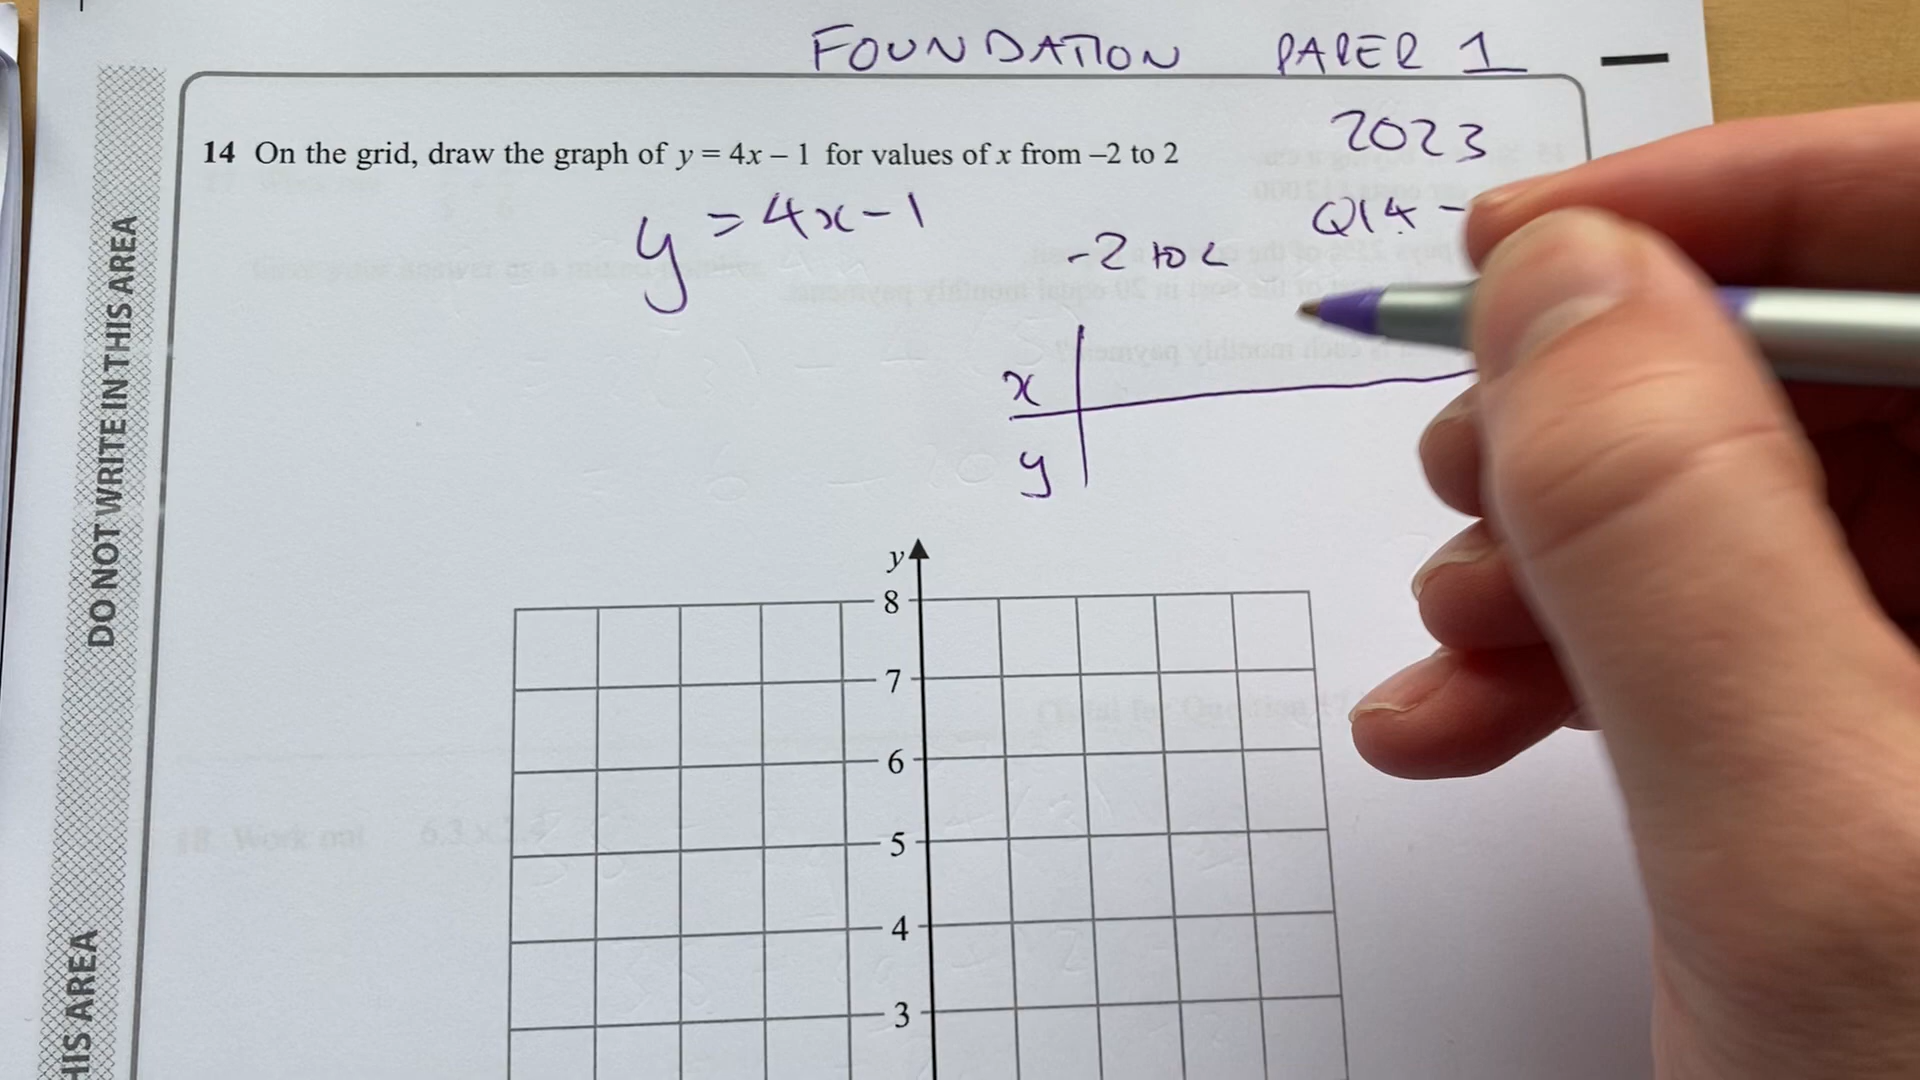 FOUNDATION PAPER 1
2023
14 On the grid, draw the graph of y = 4x – 1 for values of x from –2 to 2
y = 4x - 1
Q14 -
-2 to 2
x
y
y
8
7
6
5
4
3
DO NOT WRITE IN THIS AREA
HIS AREA